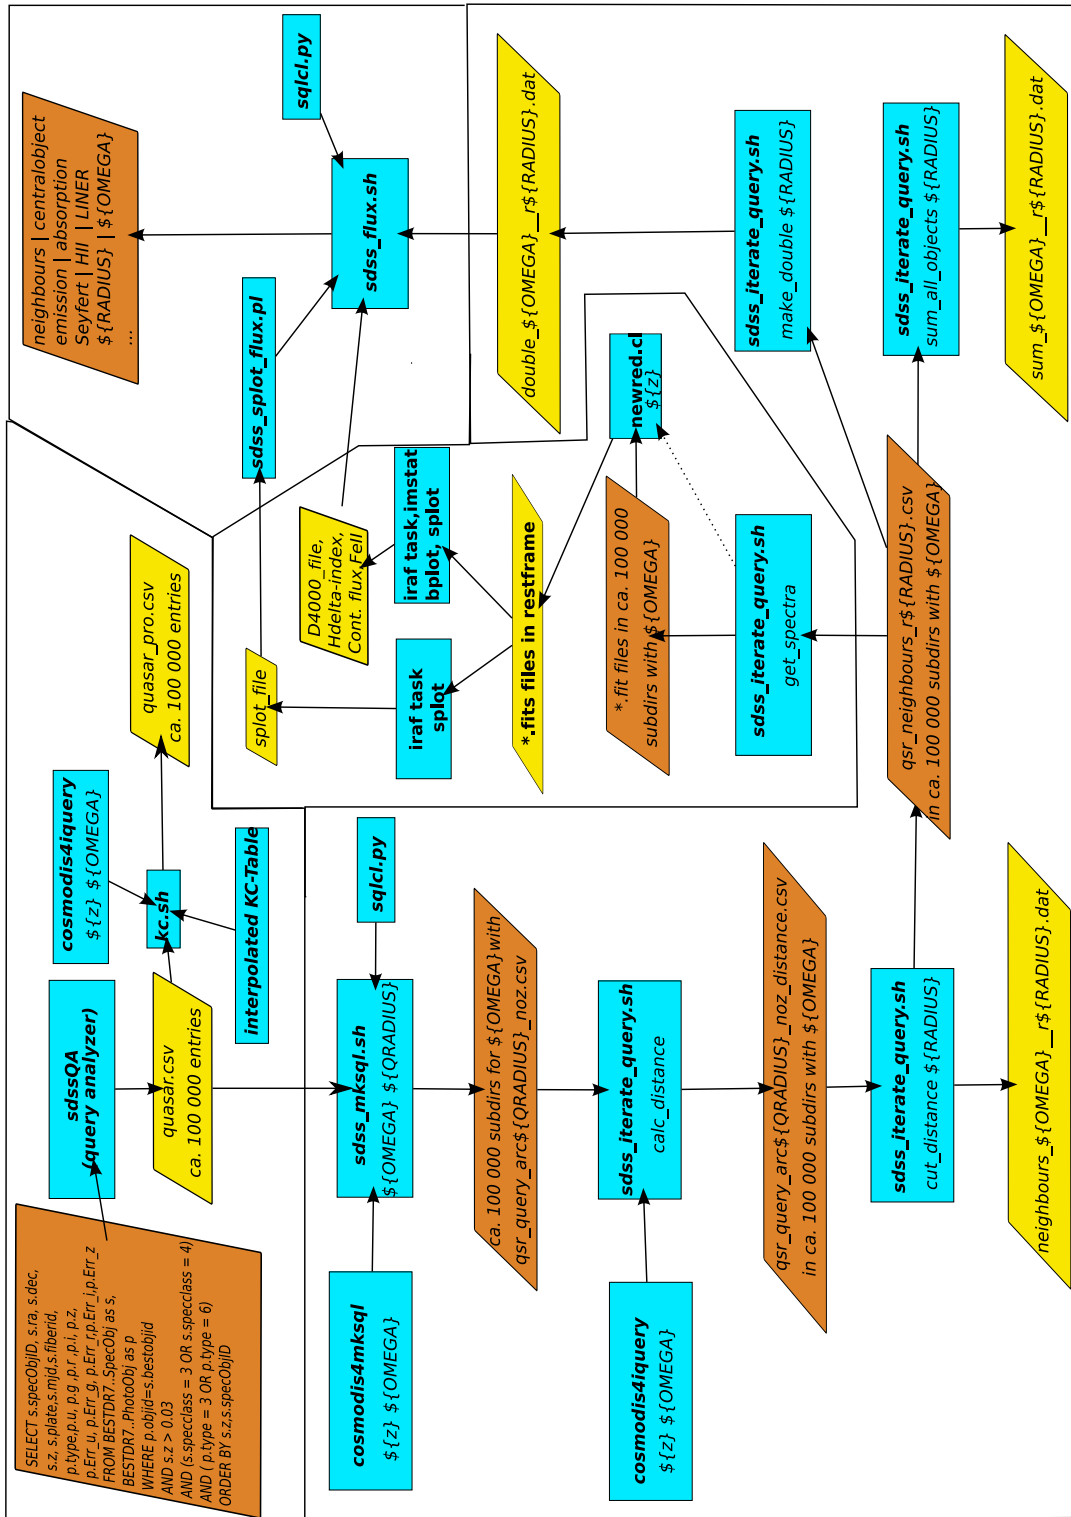 SELECT s.specObjID, s.ra, s.dec,
s.z, s.plate,s.mjd,s.fiberid,
p.type,p.u, p.g ,p.r ,p.i, p.z,
p.Err_u, p.Err_g, p.Err_r,p.Err_i,p.Err_z
FROM BESTDR7..SpecObj as s,
BESTDR7..PhotoObj as p
WHERE p.objid=s.bestobjid
AND s.z > 0.03
AND (s.specclass = 3 OR s.specclass = 4)
AND ( p.type = 3 OR p.type = 6)
ORDER BY s.z,s.specObjID
sdssQA
(query analyzer)
quasar.csv
ca. 100 000 entries
cosmodis4iquery
${z} ${OMEGA}
kc.sh
interpolated KC-Table
quasar_pro.csv
ca. 100 000 entries
neighbours | centralobject
emission | absorption
Seyfert | HII | LINER
${RADIUS} | ${OMEGA}
...
sqlcl.py
sdss_flux.sh
sdss_splot_flux.pl
splot_file
D4000_file,
Hdelta-index,
Cont. flux_FeII
iraf task
splot
iraf task,imstat
bplot, splot
*.fits files in restframe
newred.cl
${z}
*.fit files in ca. 100 000
subdirs with ${OMEGA}
sdss_iterate_query.sh
get_spectra
cosmodis4mksql
${z} ${OMEGA}
sdss_mksql.sh
${OMEGA} ${QRADIUS}
sqlcl.py
ca. 100 000 subdirs for ${OMEGA}with
qsr_query_arc${QRADIUS}_noz.csv
cosmodis4iquery
${z} ${OMEGA}
sdss_iterate_query.sh
calc_distance
qsr_query_arc${QRADIUS}_noz_distance.csv
in ca. 100 000 subdirs with ${OMEGA}
sdss_iterate_query.sh
cut_distance ${RADIUS}
neighbours_${OMEGA}__r${RADIUS}.dat
qsr_neighbours_r${RADIUS}.csv
in ca. 100 000 subdirs with ${OMEGA}
sdss_iterate_query.sh
make_double ${RADIUS}
double_${OMEGA}__r${RADIUS}.dat
sdss_iterate_query.sh
sum_all_objects ${RADIUS}
sum_${OMEGA}__r${RADIUS}.dat